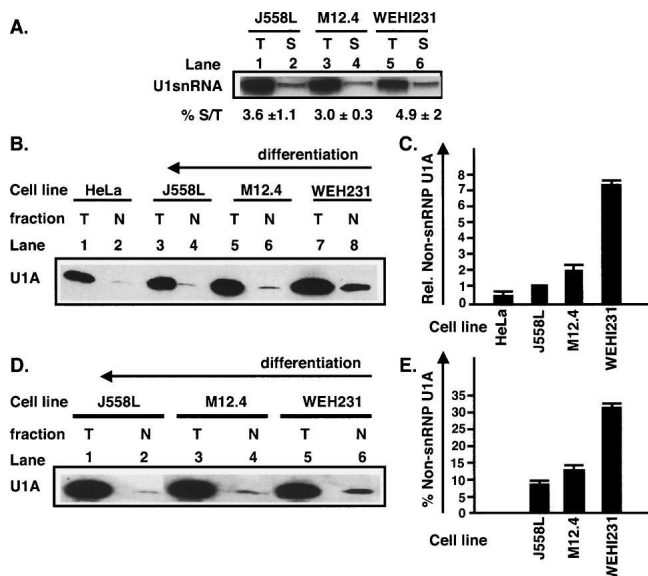 A.
J558L M12.4 WEHI231
T S T S T S
Lane 1 2 3 4 5 6
U1snRNA
% S/T 3.6 ±1.1 3.0 ± 0.3 4.9 ± 2
B.
differentiation
Cell line HeLa J558L M12.4 WEH231
fraction T N T N T N T N
Lane 1 2 3 4 5 6 7 8
U1A
C.
Rel. Non-snRNP U1A
8
7
6
5
4
3
2
1
0
Cell line HeLa J558L M12.4 WEHI231
D.
differentiation
Cell line J558L M12.4 WEH231
fraction T N T N T N
Lane 1 2 3 4 5 6
U1A
E.
% Non-snRNP U1A
35
30
25
20
15
10
5
0
Cell line J558L M12.4 WEHI231